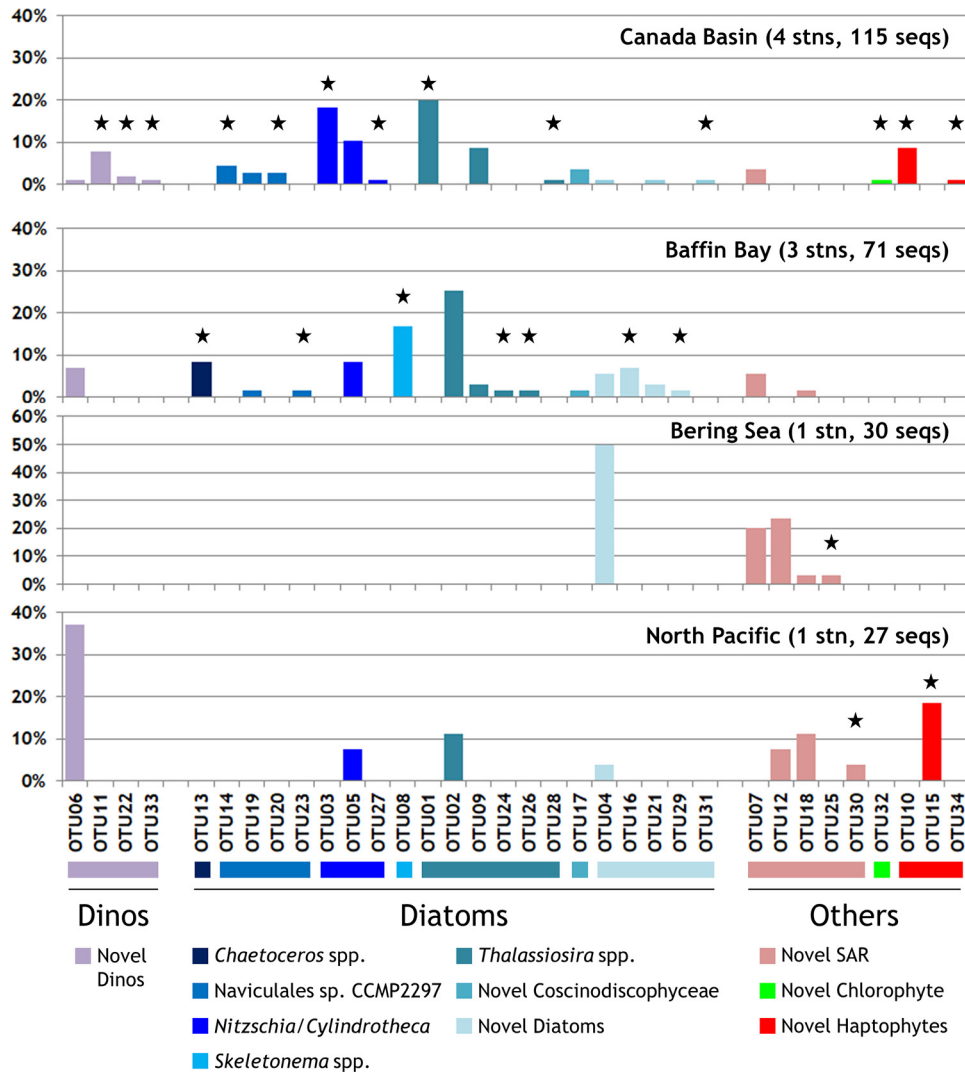 40%
Canada Basin (4 stns, 115 seqs)
30%
20%
10%
0%
40%
Baffin Bay (3 stns, 71 seqs)
30%
20%
10%
0%
60%
Bering Sea (1 stn, 30 seqs)
50%
40%
30%
20%
10%
0%
40%
North Pacific (1 stn, 27 seqs)
30%
20%
10%
0%
OTU06
OTU11
OTU22
OTU33
OTU13
OTU14
OTU19
OTU20
OTU23
OTU03
OTU05
OTU27
OTU08
OTU01
OTU02
OTU09
OTU24
OTU26
OTU28
OTU17
OTU04
OTU16
OTU21
OTU29
OTU31
OTU07
OTU12
OTU18
OTU25
OTU30
OTU32
OTU10
OTU15
OTU34
Dinos
Diatoms
Others
Novel
Dinos
Chaetoceros spp.
Naviculales sp. CCMP2297
Nitzschia/Cylindrotheca
Skeletonema spp.
Thalassiosira spp.
Novel Coscinodiscophyceae
Novel Diatoms
Novel SAR
Novel Chlorophyte
Novel Haptophytes